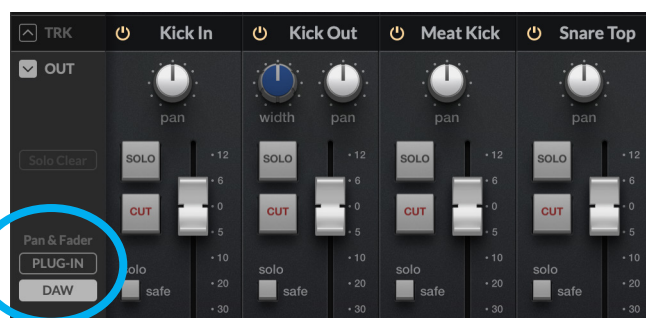 TRK Kick In Kick Out Meat Kick Snare Top
OUT
pan width pan pan pan
Solo Clear SOLO 12 SOLO 12 SOLO 12 SOLO 12
6 6 6 6
CUT 0 CUT 0 CUT 0 CUT 0
5 5 5 5
Pan & Fader
PLUG-IN 10 10 10 10
solo solo solo solo
DAW safe 20 safe 20 safe 20 safe 20
30 30 30 30